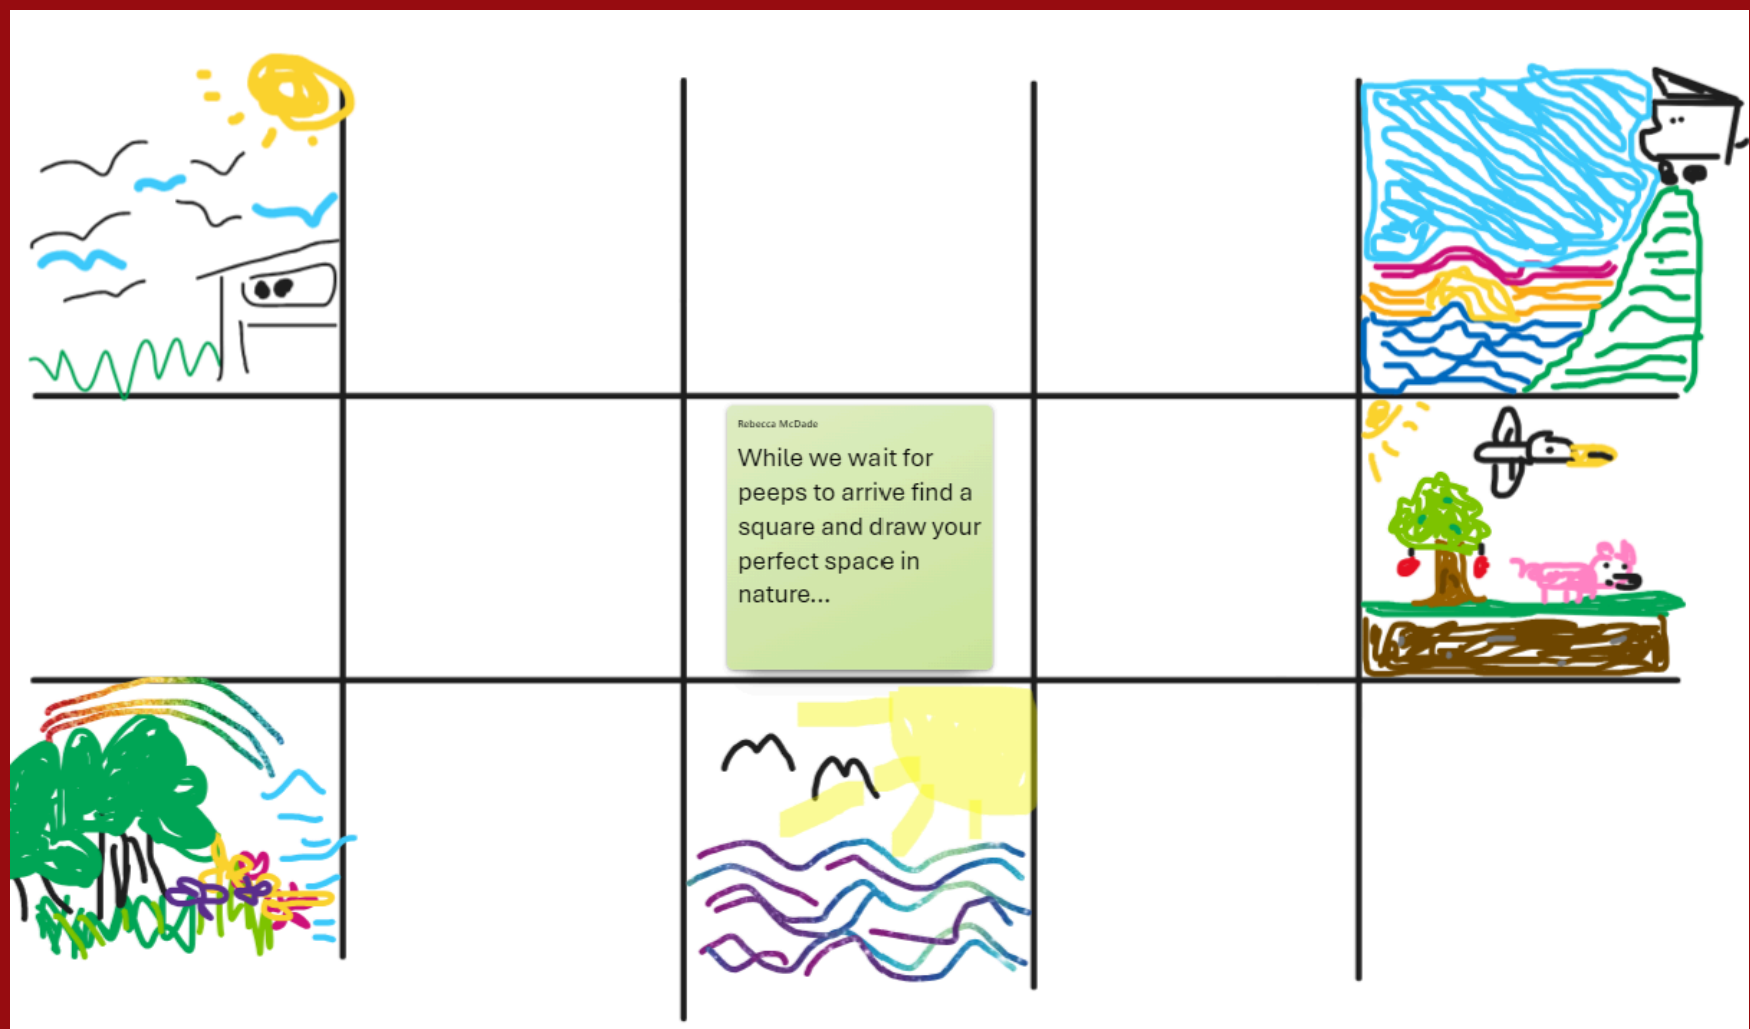 Rebecca McDade
While we wait for
peeps to arrive find a
square and draw your
perfect space in
nature...